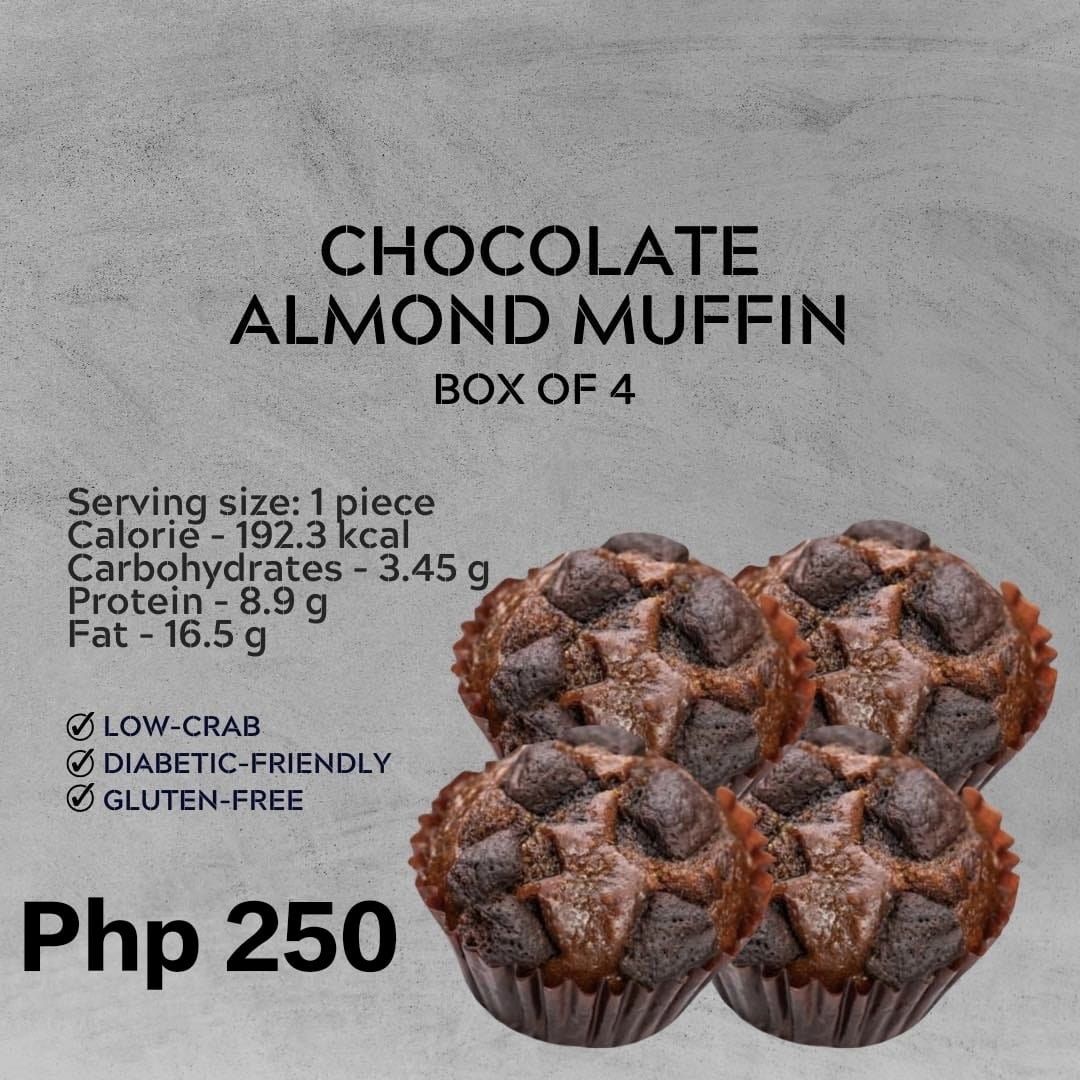 CHOCOLATE
ALMOND MUFFIN
BOX OF 4
Serving size: 1 piece
Calorie - 192.3 kcal
Carbohydrates - 3.45 g
Protein - 8.9 g
Fat - 16.5 g
LOW-CRAB
DIABETIC-FRIENDLY
GLUTEN-FREE
Php 250